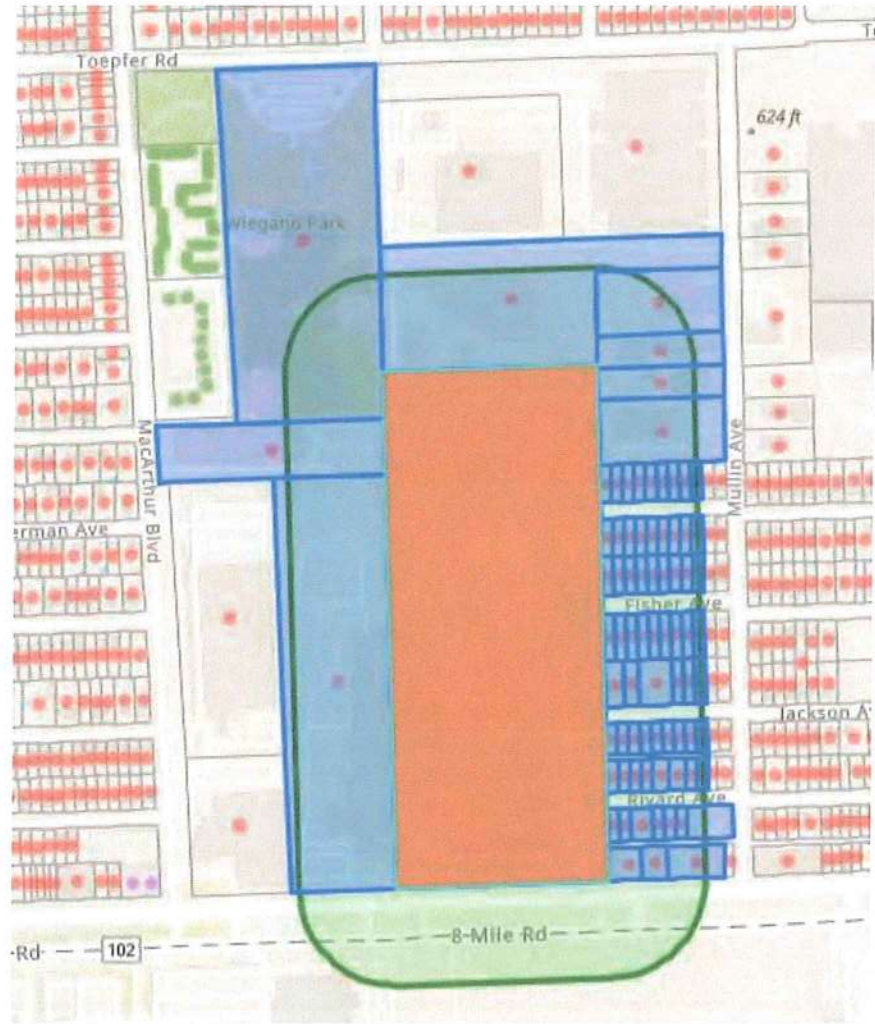 Toepfer Rd
To
624 ft
Wiegand Park
MacArthur Blvd
Mullin Ave
erman Ave
Fisher Ave
Jackson A
Rivard Ave
8-Mile Rd
Rd
102